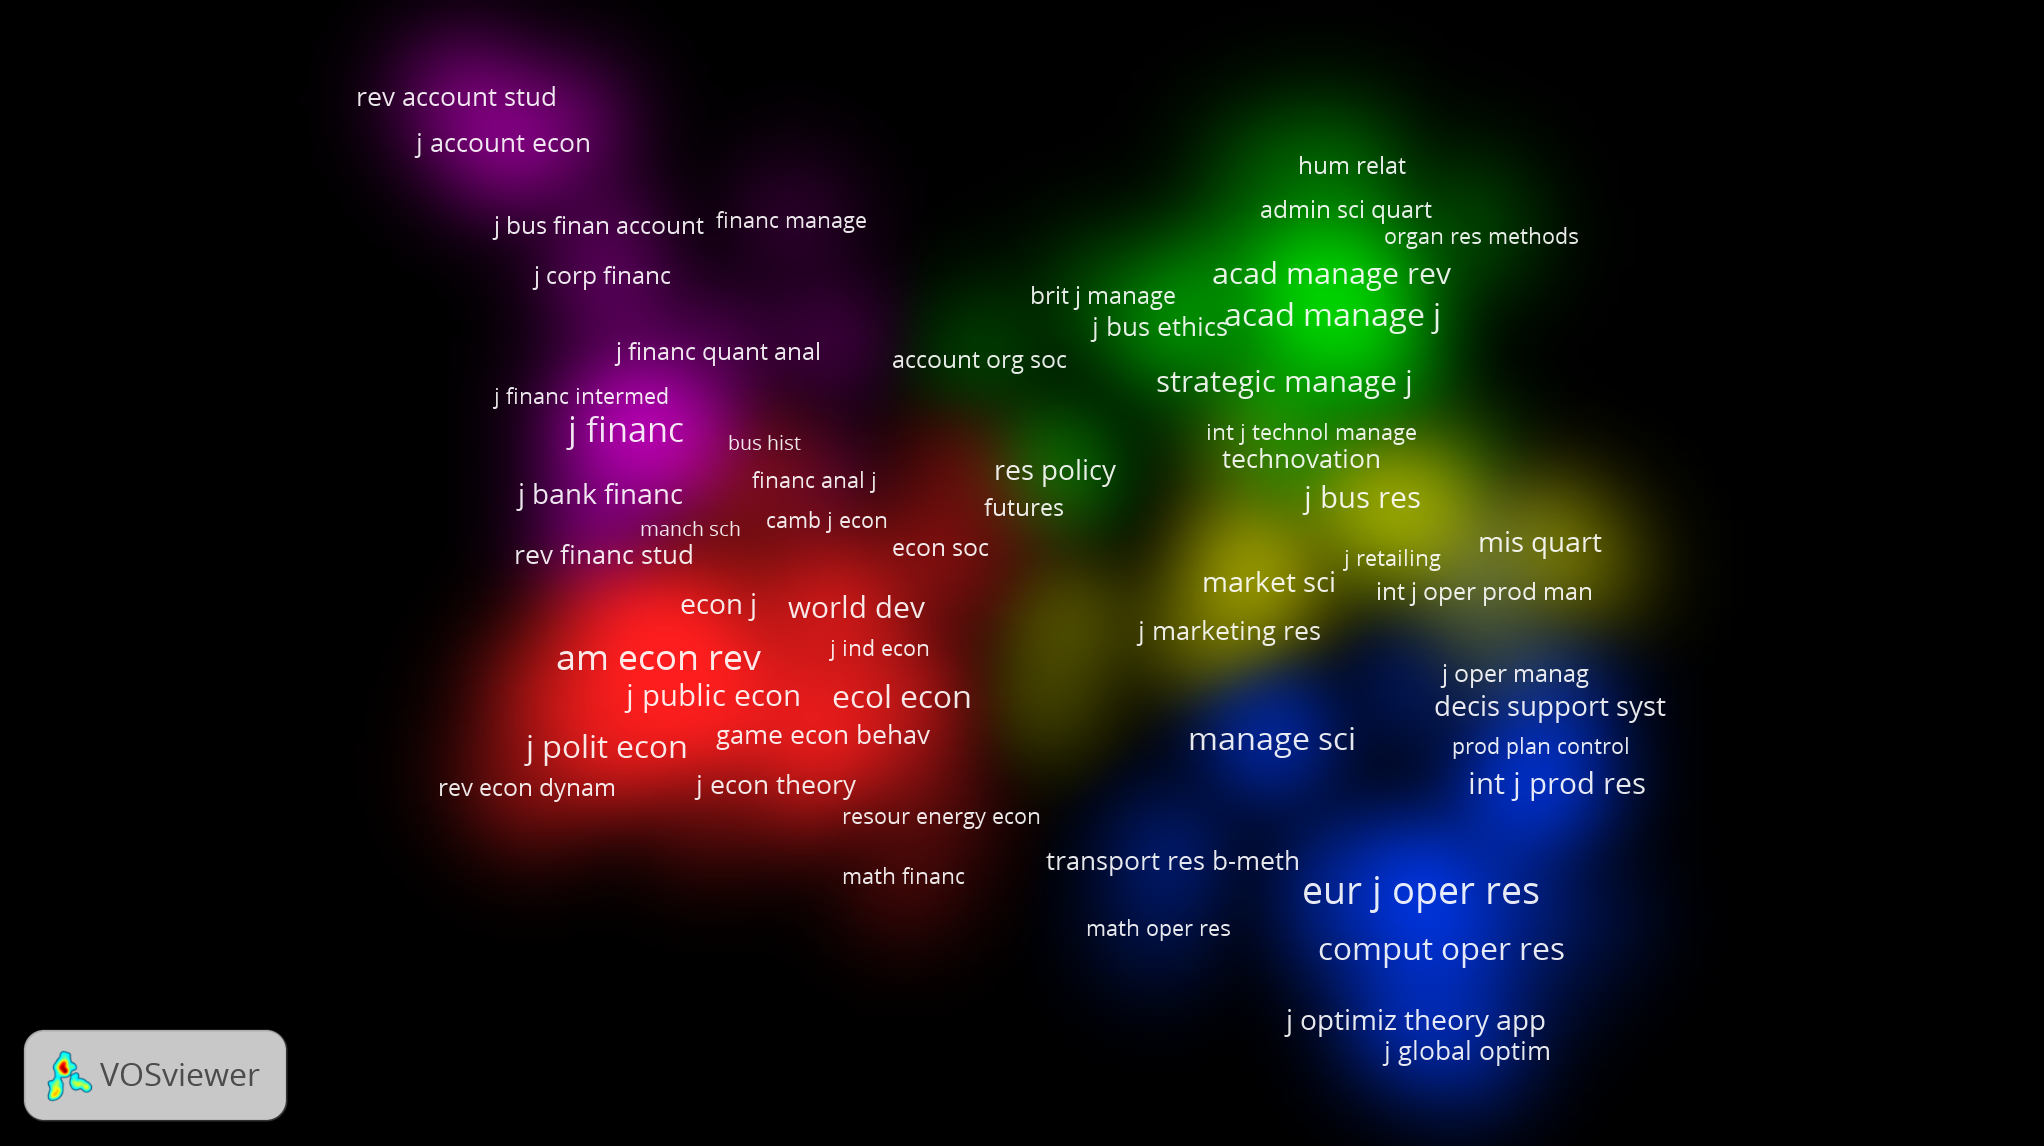 rev account stud
j account econ
hum relat
admin sci quart
j bus finan account
financ manage
organ res methods
j corp financ
acad manage rev
brit j manage
acad manage j
j bus ethics
j financ quant anal
account org soc
strategic manage j
j financ intermed
j financ
bus hist
int j technol manage
technovation
res policy
financ anal j
j bank financ
j bus res
futures
camb j econ
manch sch
mis quart
econ soc
rev financ stud
j retailing
market sci
int j oper prod man
econ j
world dev
j marketing res
j ind econ
am econ rev
j oper manag
j public econ
ecol econ
decis support syst
game econ behav
manage sci
j polit econ
prod plan control
int j prod res
rev econ dynam
j econ theory
resour energy econ
transport res b-meth
math financ
eur j oper res
math oper res
comput oper res
j optimiz theory app
j global optim
VOSviewer